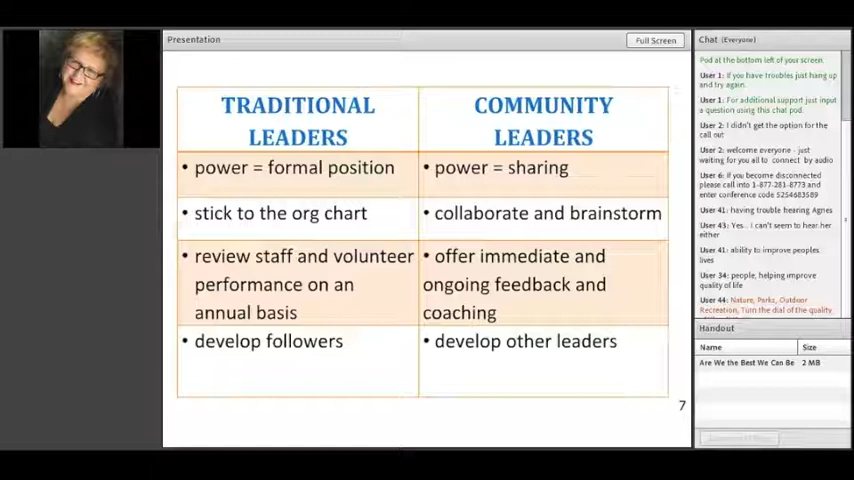 Presentation
Full Screen
TRADITIONAL
LEADERS
COMMUNITY
LEADERS
• power = formal position
• power = sharing
• stick to the org chart
• collaborate and brainstorm
• review staff and volunteer
performance on an
annual basis
• offer immediate and
ongoing feedback and
coaching
• develop followers
• develop other leaders
7
Chat (Everyone)
Pod at the bottom left of your screen.
User 1: If you have troubles just hang up
and try again.
User 1: For additional support just input
a question using this chat pod.
User 2: I didn't get the option for the
call out
User 2: welcome everyone - just
waiting for you all to connect by audio
User 6: If you become disconnected
please call into 1-877-281-8773 and
enter conference code 5254683589
User 41: having trouble hearing Agnes
User 43: Yes.. I can't seem to hear her
either
User 41: ability to improve peoples
lives
User 34: people, helping improve
quality of life
User 44: Nature, Parks, Outdoor
Recreation, Turn the dial of the quality
Handout
Name Size
Are We the Best We Can Be 2 MB